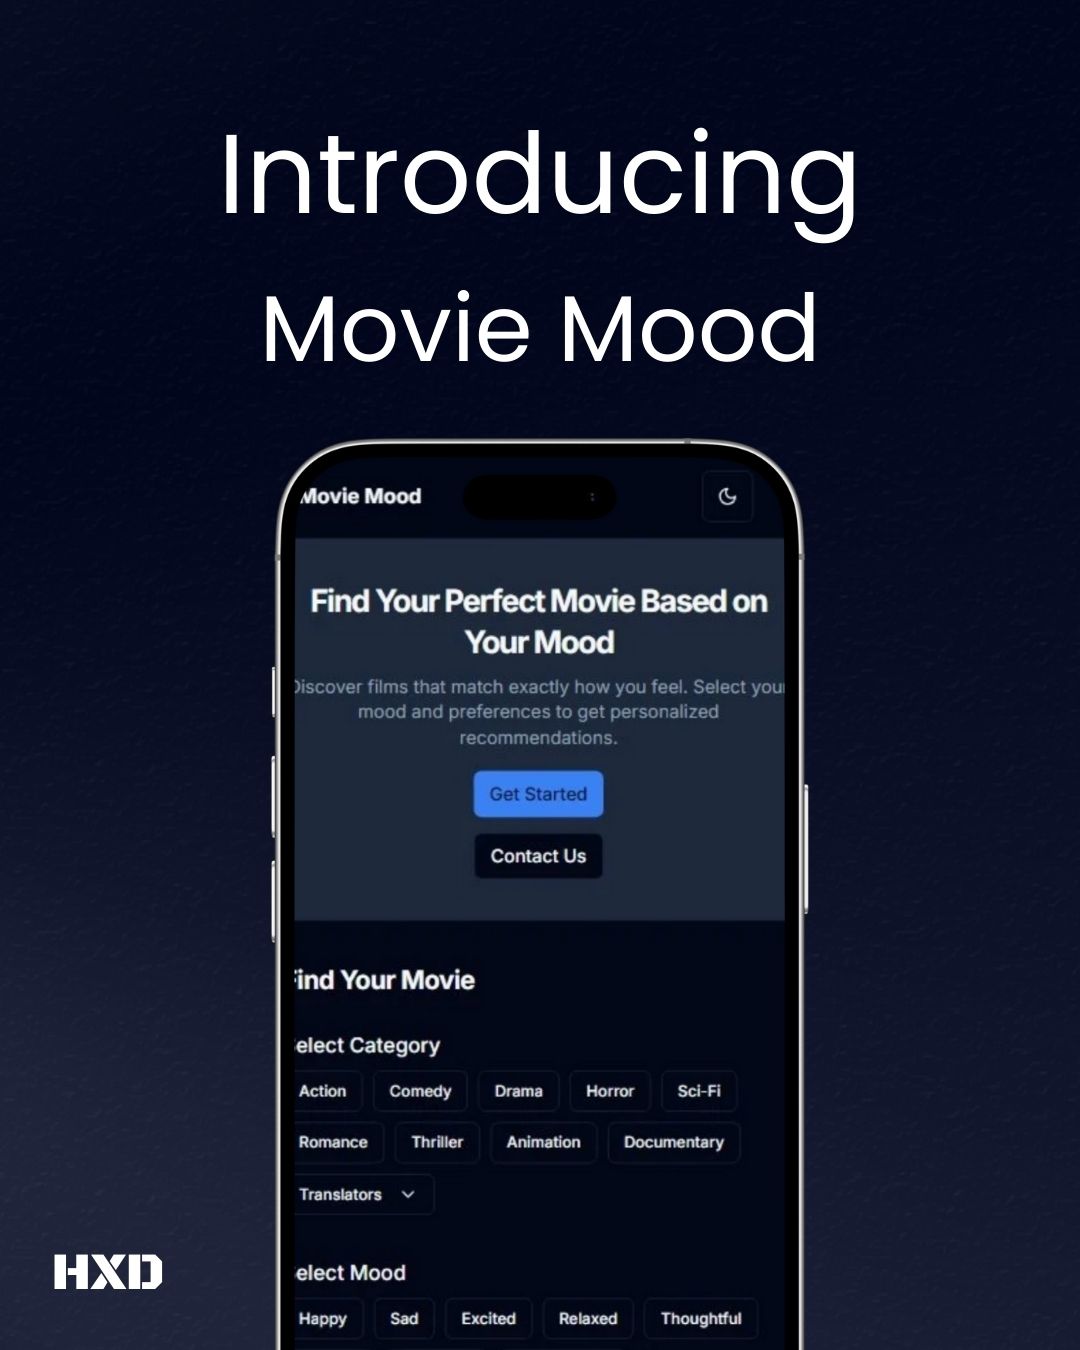 Introducing
Movie Mood
Movie Mood
Find Your Perfect Movie Based on
Your Mood
Discover films that match exactly how you feel. Select your
mood and preferences to get personalized
recommendations.
Get Started
Contact Us
Find Your Movie
Select Category
Action Comedy Drama Horror Sci-Fi
Romance Thriller Animation Documentary
Translators
Select Mood
Happy Sad Excited Relaxed Thoughtful
HXD